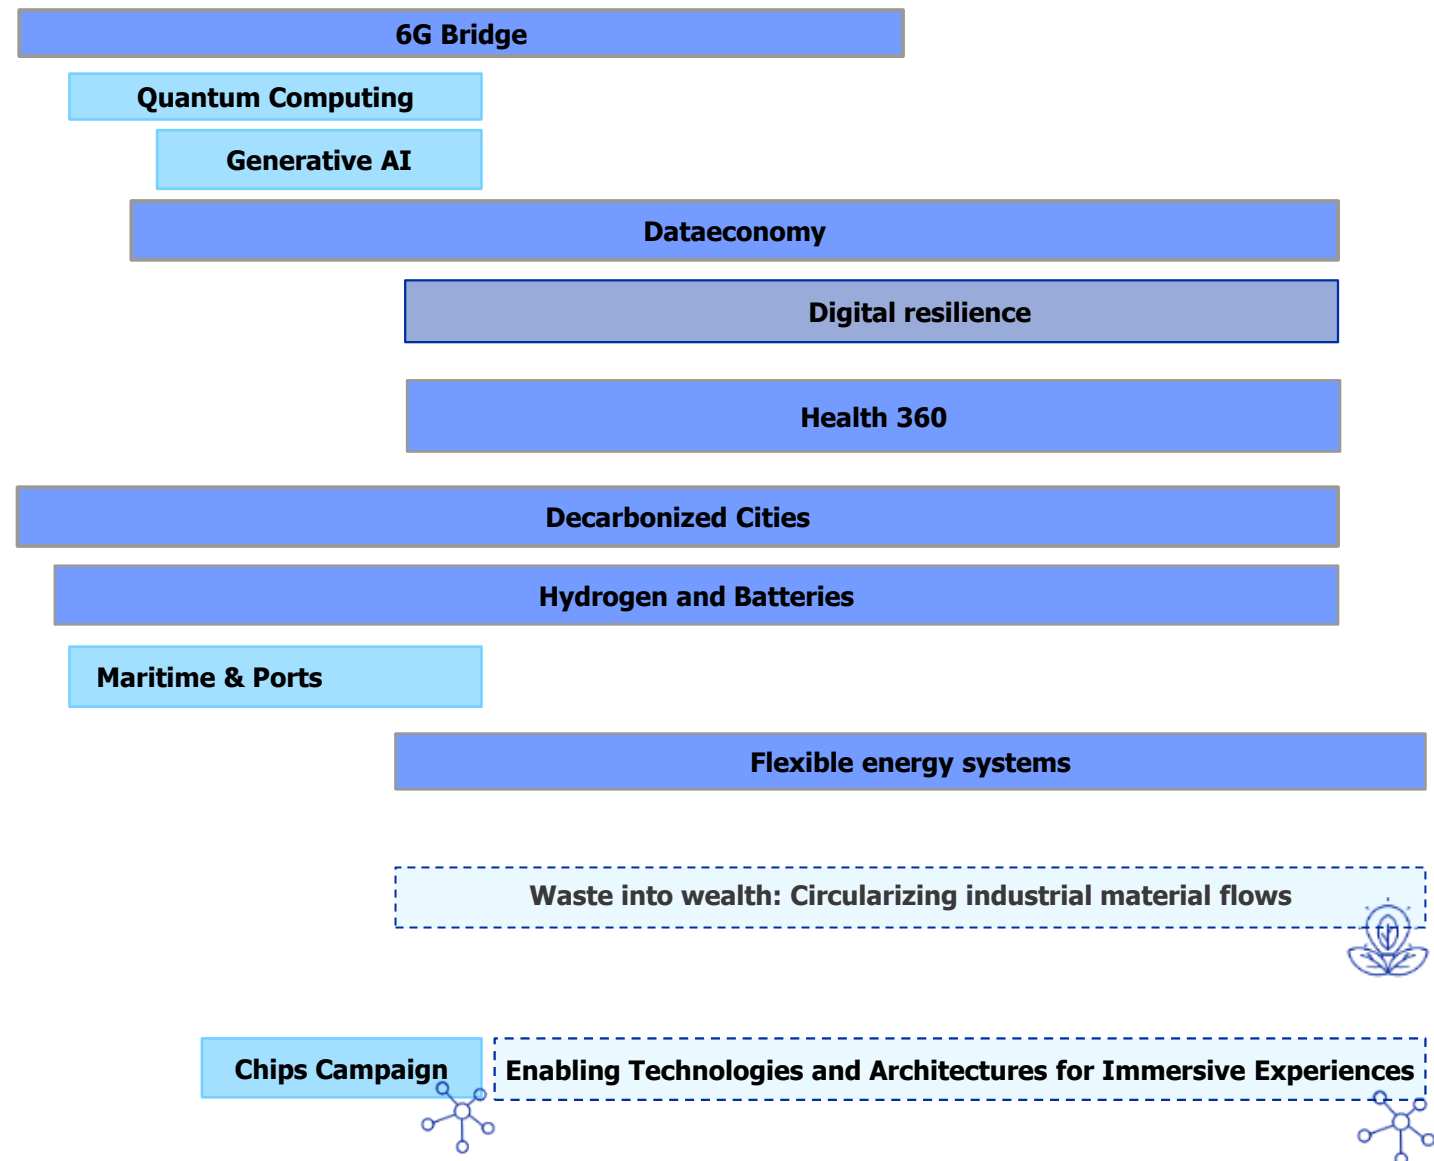 6G Bridge
Quantum Computing
Generative AI
Dataeconomy
Digital resilience
Health 360
Decarbonized Cities
Hydrogen and Batteries
Maritime & Ports
Flexible energy systems
Waste into wealth: Circularizing industrial material flows
Chips Campaign
Enabling Technologies and Architectures for Immersive Experiences